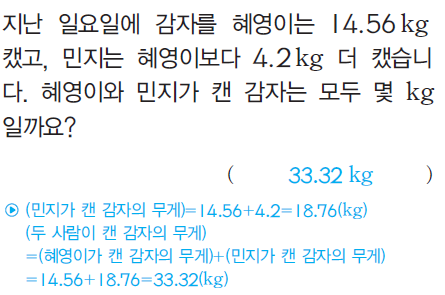 지난 일요일에 감자를 혜영이는 14.56 kg
캤고, 민지는 혜영이보다 4.2 kg 더 캤습니
다. 혜영이와 민지가 캔 감자는 모두 몇 kg
일까요?
( 33.32 kg )
(민지가 캔 감자의 무게)=14.56+4.2=18.76(kg)
(두 사람이 캔 감자의 무게)
=(혜영이가 캔 감자의 무게)+(민지가 캔 감자의 무게)
=14.56+18.76=33.32(kg)